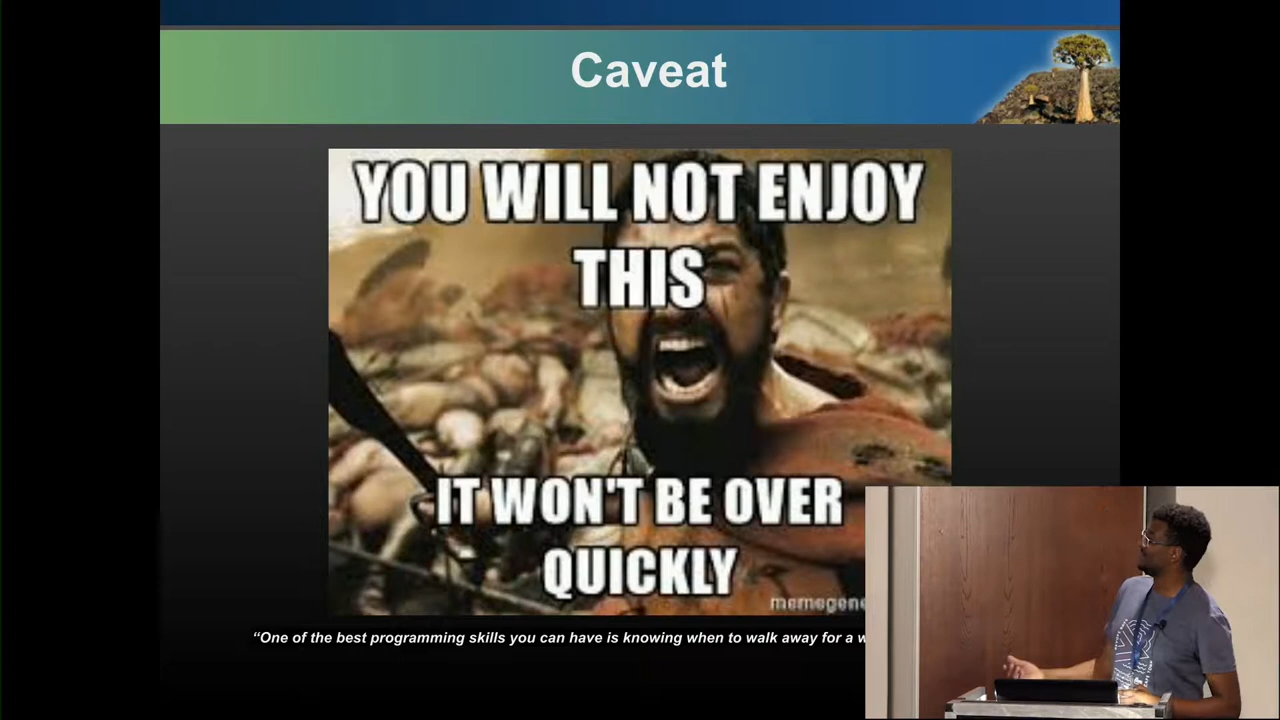 Caveat
YOU WILL NOT ENJOY
THIS
IT WON'T BE OVER
QUICKLY
memegene
“One of the best programming skills you can have is knowing when to walk away for a w